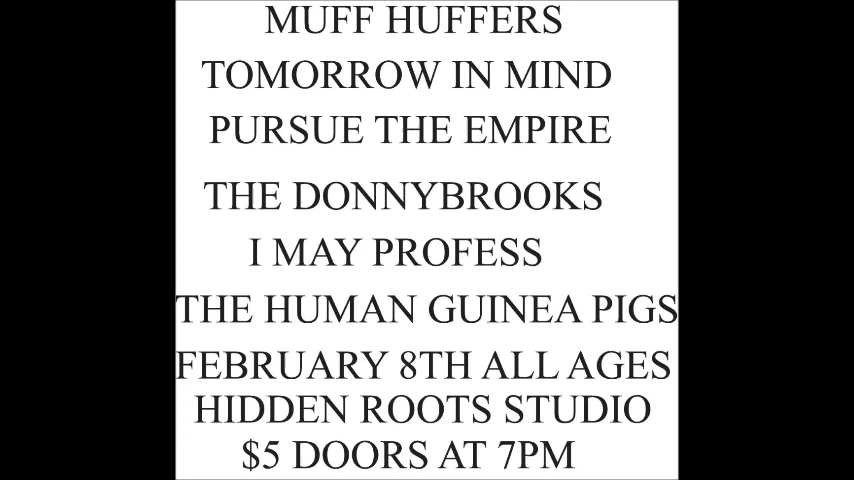 MUFF HUFFERS
TOMORROW IN MIND
PURSUE THE EMPIRE
THE DONNYBROOKS
I MAY PROFESS
THE HUMAN GUINEA PIGS
FEBRUARY 8TH ALL AGES
HIDDEN ROOTS STUDIO
$5 DOORS AT 7PM